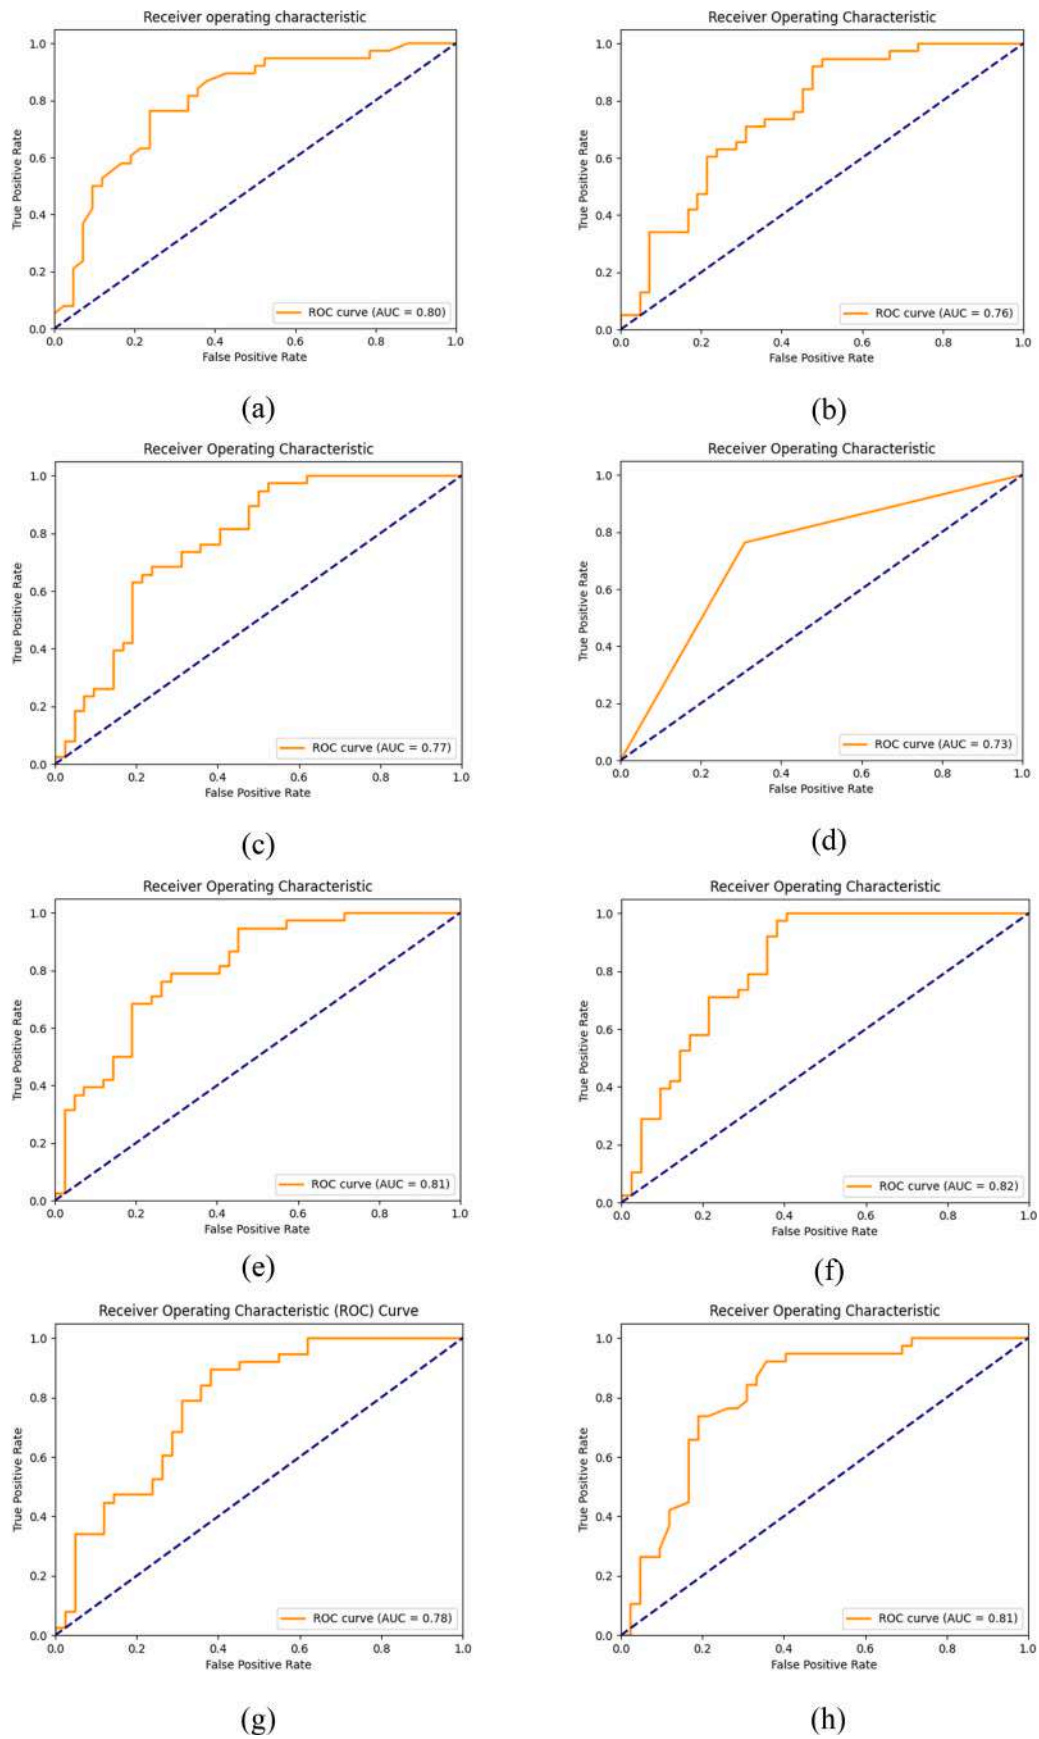 Receiver operating characteristic
1.0
0.8
0.6
0.4
0.2
0.0
True Positive Rate
ROC curve (AUC = 0.80)
0.0 0.2 0.4 0.6 0.8 1.0
False Positive Rate
(a)
Receiver Operating Characteristic
1.0
0.8
0.6
0.4
0.2
0.0
True Positive Rate
ROC curve (AUC = 0.76)
0.0 0.2 0.4 0.6 0.8 1.0
False Positive Rate
(b)
Receiver Operating Characteristic
1.0
0.8
0.6
0.4
0.2
0.0
True Positive Rate
ROC curve (AUC = 0.77)
0.0 0.2 0.4 0.6 0.8 1.0
False Positive Rate
(c)
Receiver Operating Characteristic
1.0
0.8
0.6
0.4
0.2
0.0
True Positive Rate
ROC curve (AUC = 0.73)
0.0 0.2 0.4 0.6 0.8 1.0
False Positive Rate
(d)
Receiver Operating Characteristic
1.0
0.8
0.6
0.4
0.2
0.0
True Positive Rate
ROC curve (AUC = 0.81)
0.0 0.2 0.4 0.6 0.8 1.0
False Positive Rate
(e)
Receiver Operating Characteristic
1.0
0.8
0.6
0.4
0.2
0.0
True Positive Rate
ROC curve (AUC = 0.82)
0.0 0.2 0.4 0.6 0.8 1.0
False Positive Rate
(f)
Receiver Operating Characteristic (ROC) Curve
1.0
0.8
0.6
0.4
0.2
0.0
True Positive Rate
ROC curve (AUC = 0.78)
0.0 0.2 0.4 0.6 0.8 1.0
False Positive Rate
(g)
Receiver Operating Characteristic
1.0
0.8
0.6
0.4
0.2
0.0
True Positive Rate
ROC curve (AUC = 0.81)
0.0 0.2 0.4 0.6 0.8 1.0
False Positive Rate
(h)